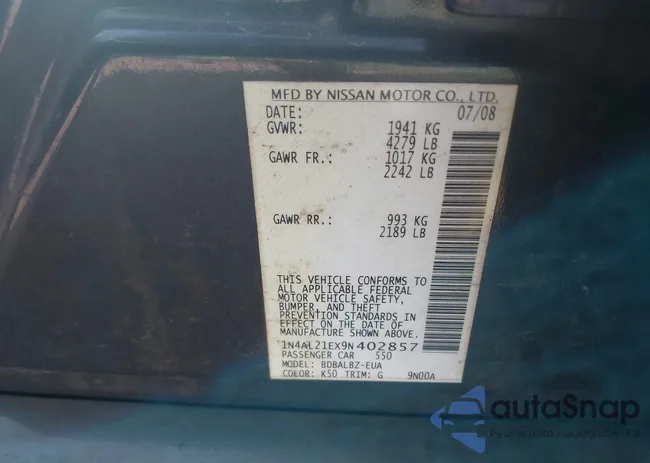 MFD BY NISSAN MOTOR CO., LTD.
DATE: 07/08
GVWR: 1941 KG
4279 LB
GAWR FR.: 1017 KG
2242 LB
GAWR RR.: 993 KG
2189 LB
THIS VEHICLE CONFORMS TO
ALL APPLICABLE FEDERAL
MOTOR VEHICLE SAFETY,
BUMPER, AND THEFT
PREVENTION STANDARDS IN
EFFECT ON THE DATE OF
MANUFACTURE SHOWN ABOVE.
1N4AL21EX9N402857
PASSENGER CAR 550
MODEL: BDBALBZ-EUA
COLOR: K50 TRIM: G 9N00A
autoSnap